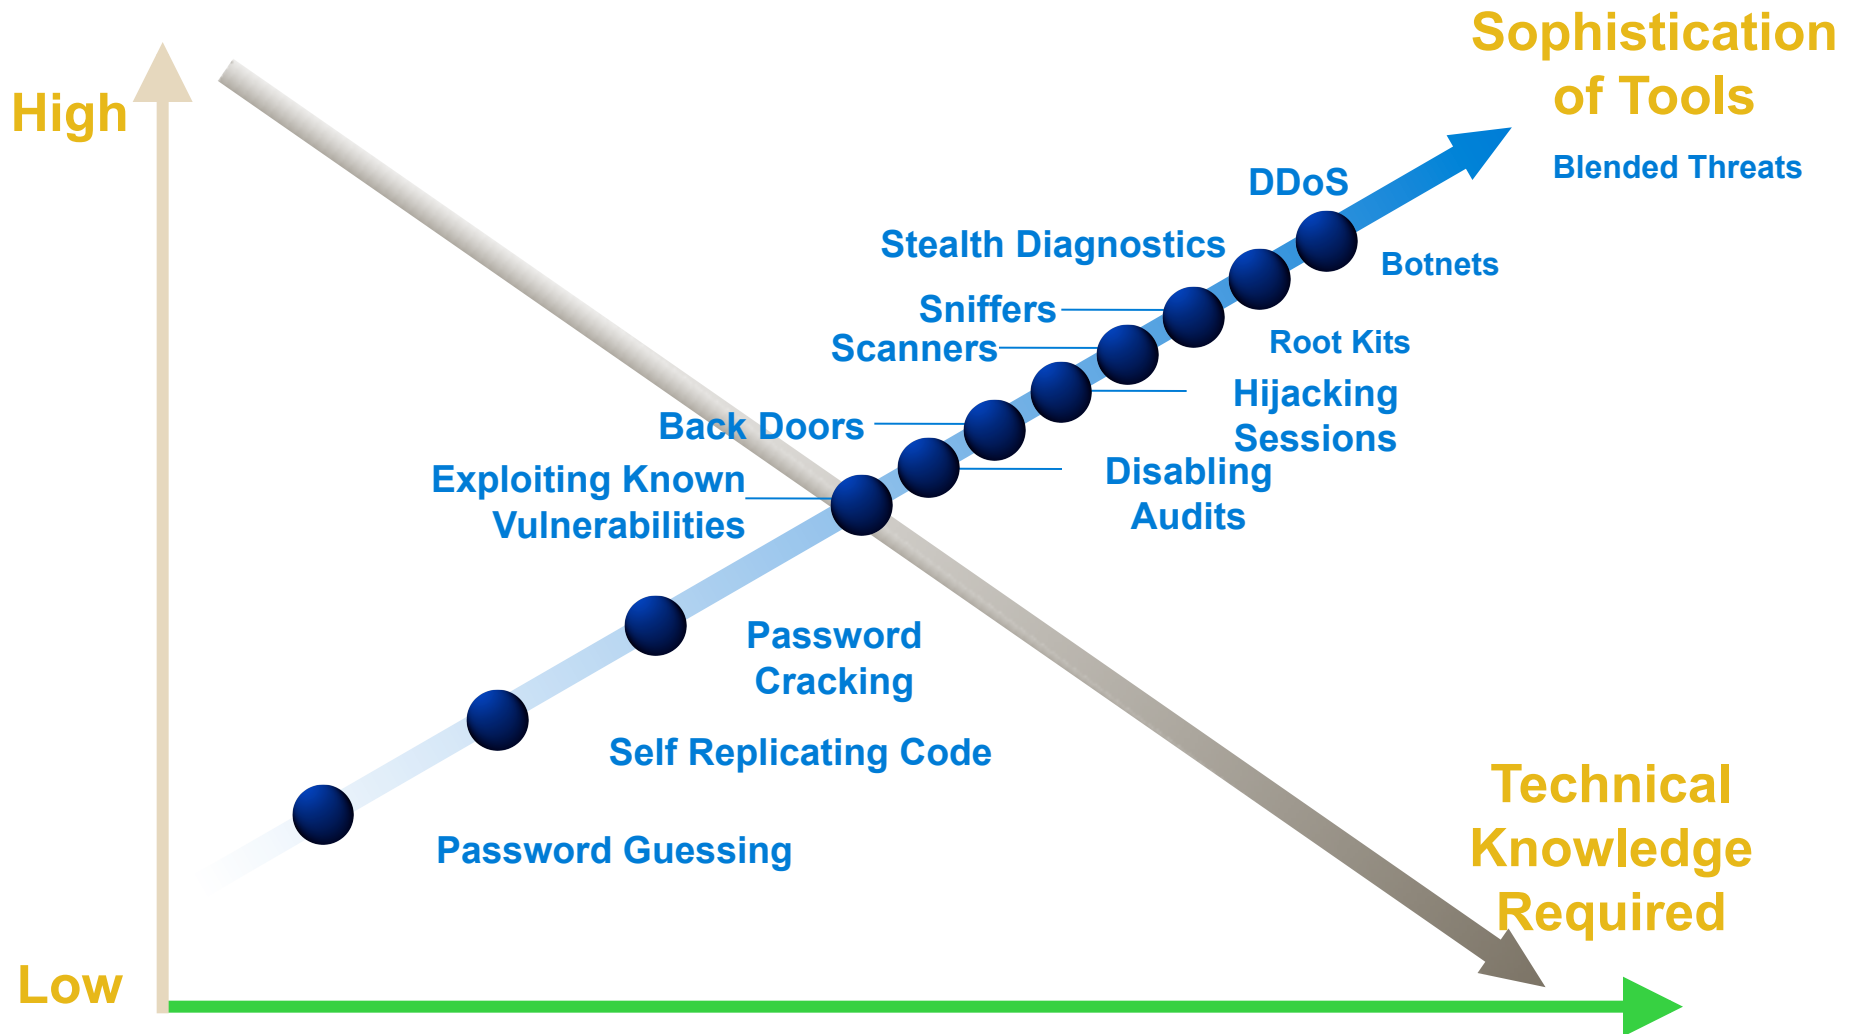 Sophistication
of Tools
High
Blended Threats
DDoS
Stealth Diagnostics
Botnets
Sniffers
Scanners
Root Kits
Hijacking
Sessions
Back Doors
Exploiting Known
Vulnerabilities
Disabling
Audits
Password
Cracking
Self Replicating Code
Password Guessing
Technical
Knowledge
Required
Low